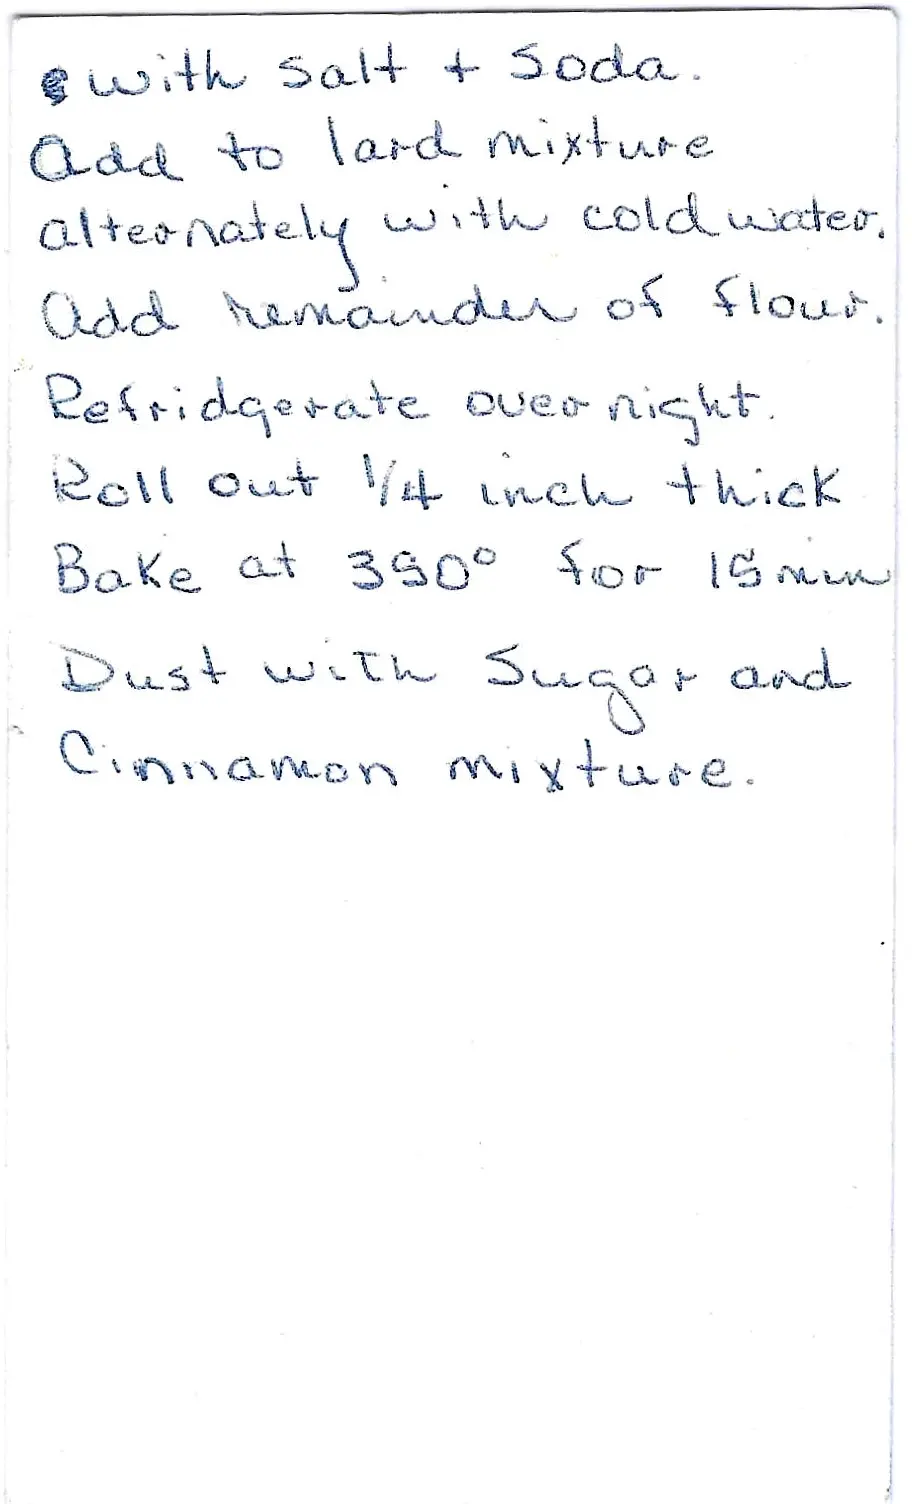 with salt + Soda.
Add to lard mixture
alternately with cold water.
Add remainder of flour.
Refridgerate over night.
Roll out 1/4 inch thick
Bake at 350° for 15 min
Dust with Sugar and
Cinnamon mixture.